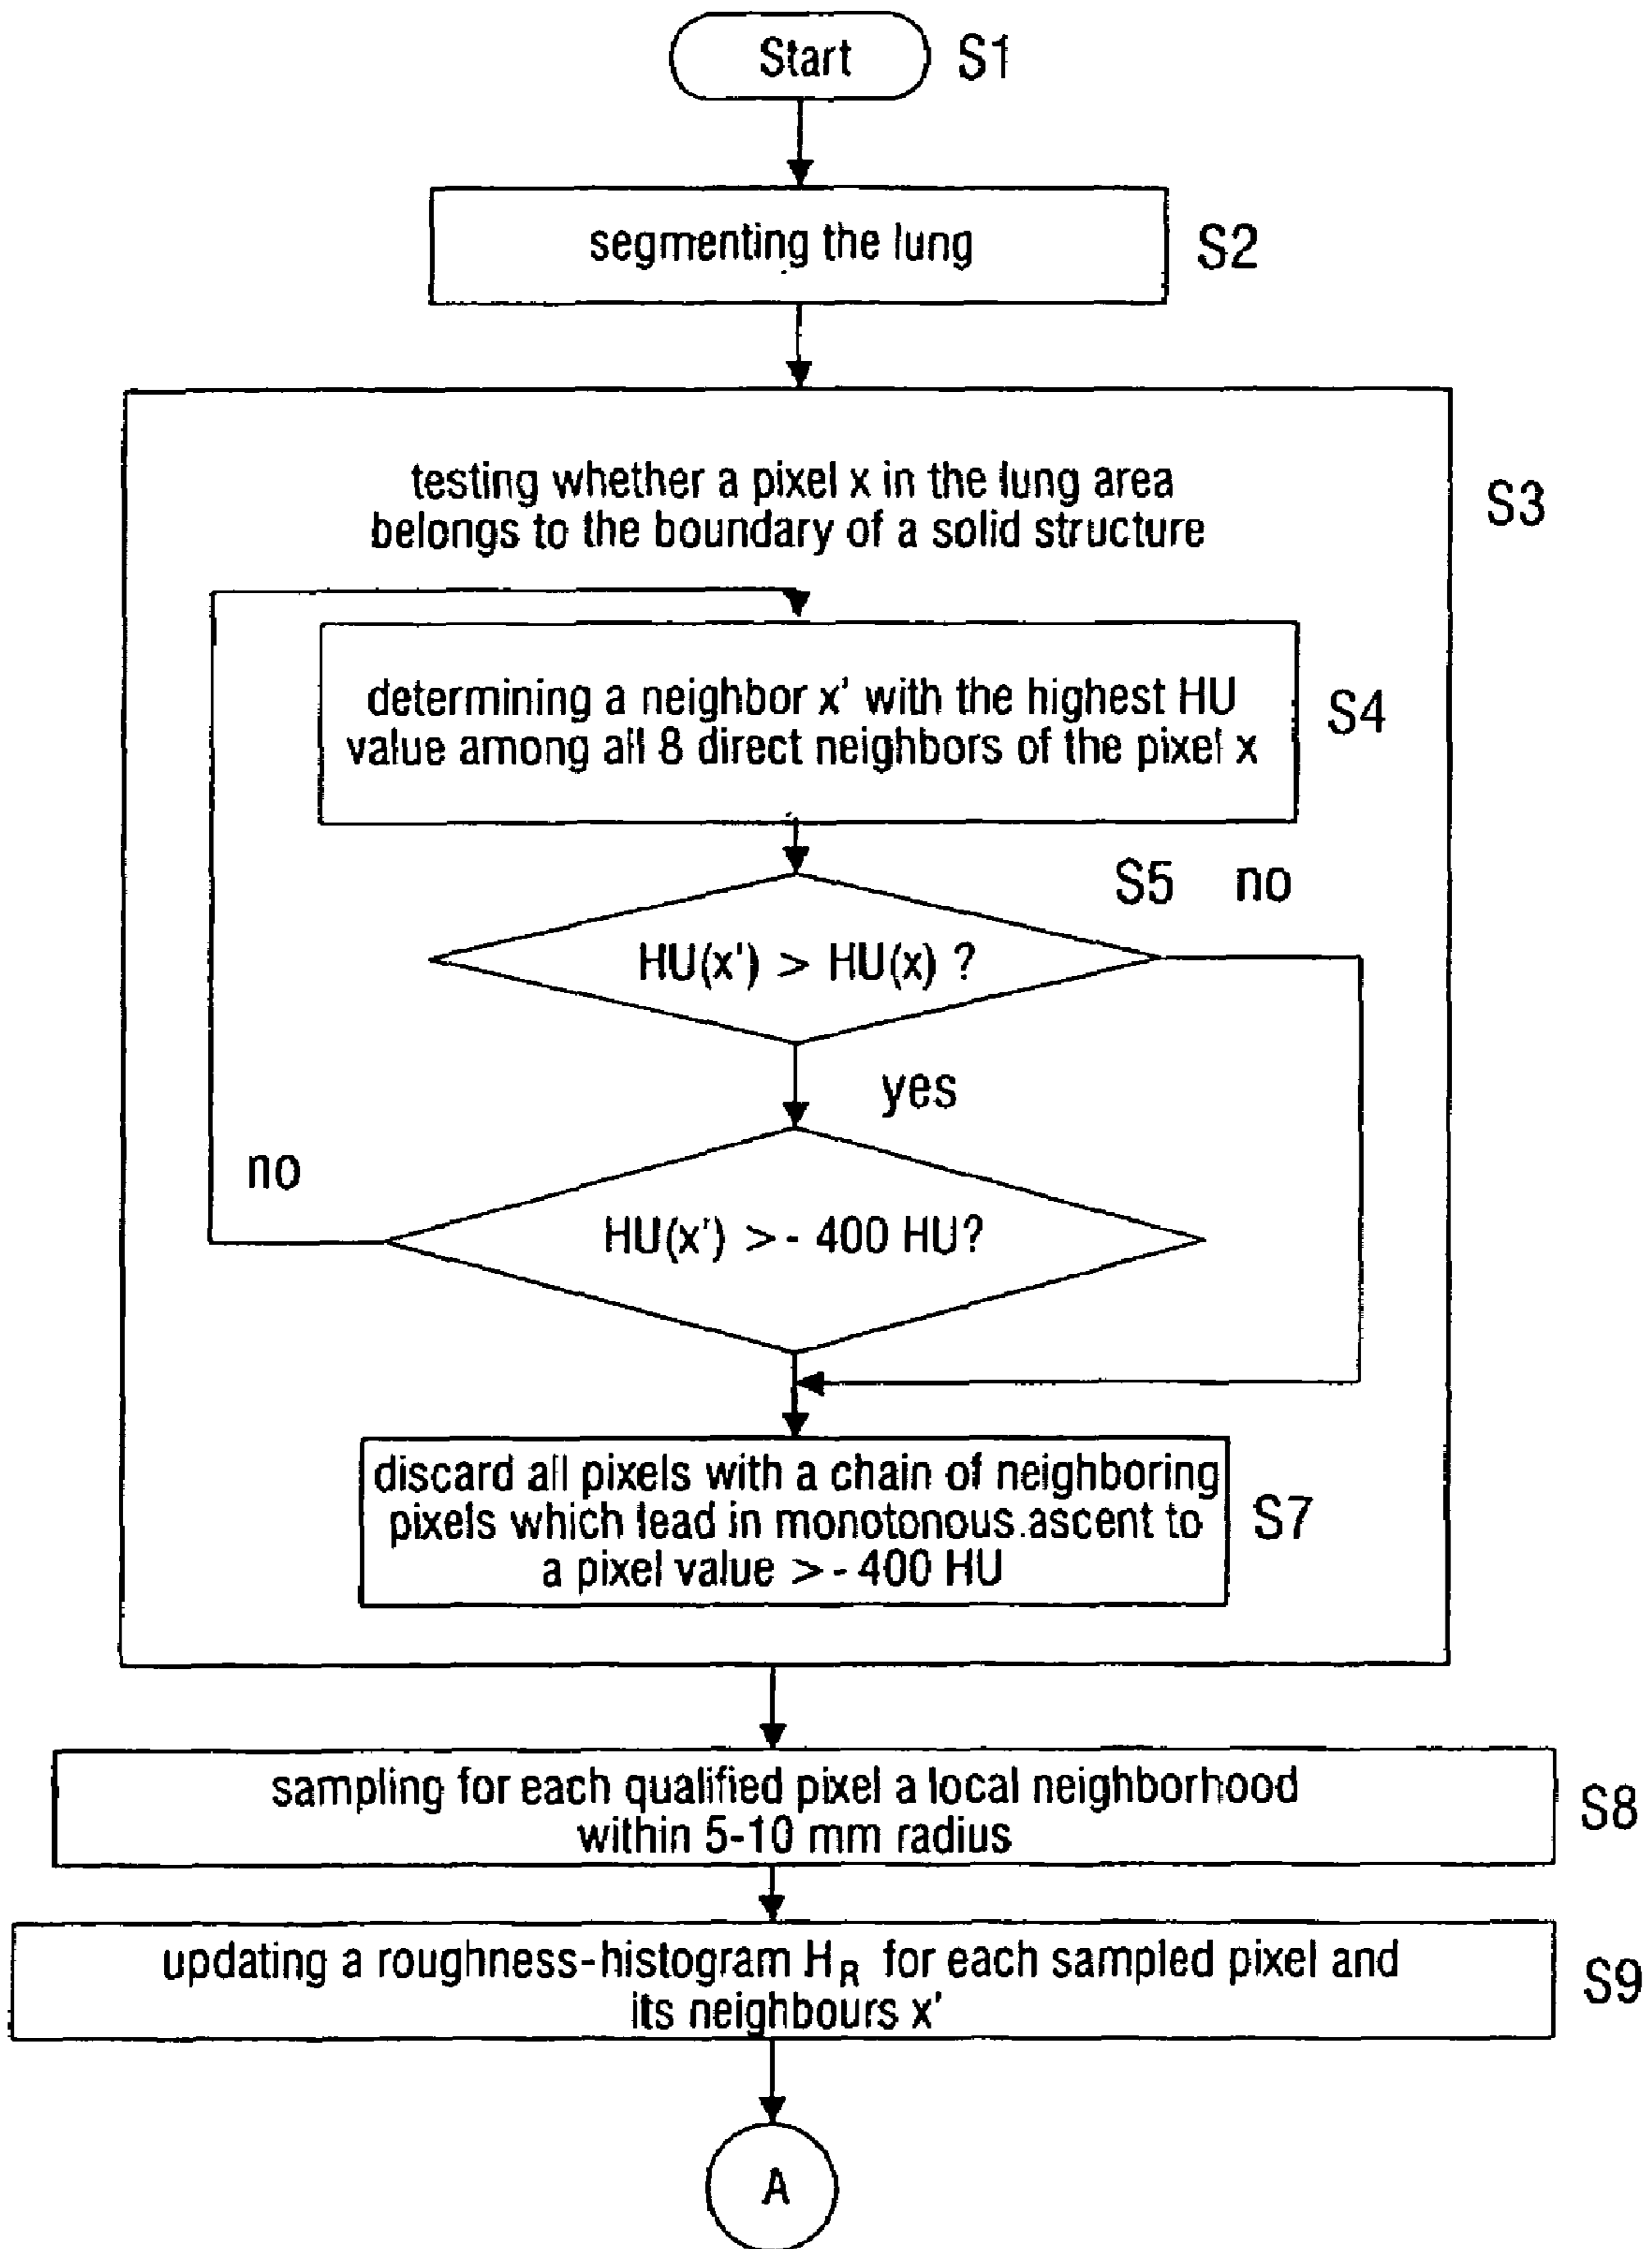 Start S1
segmenting the lung S2
testing whether a pixel x in the lung area
belongs to the boundary of a solid structure
S3
determining a neighbor x' with the highest HU
value among all 8 direct neighbors of the pixel x
S4
S5 no
HU(x') > HU(x) ?
yes
no
HU(x') > - 400 HU?
discard all pixels with a chain of neighboring
pixels which lead in monotonous ascent to
a pixel value > - 400 HU
S7
sampling for each qualified pixel a local neighborhood
within 5-10 mm radius
S8
updating a roughness-histogram H_R for each sampled pixel and
its neighbours x'
S9
A